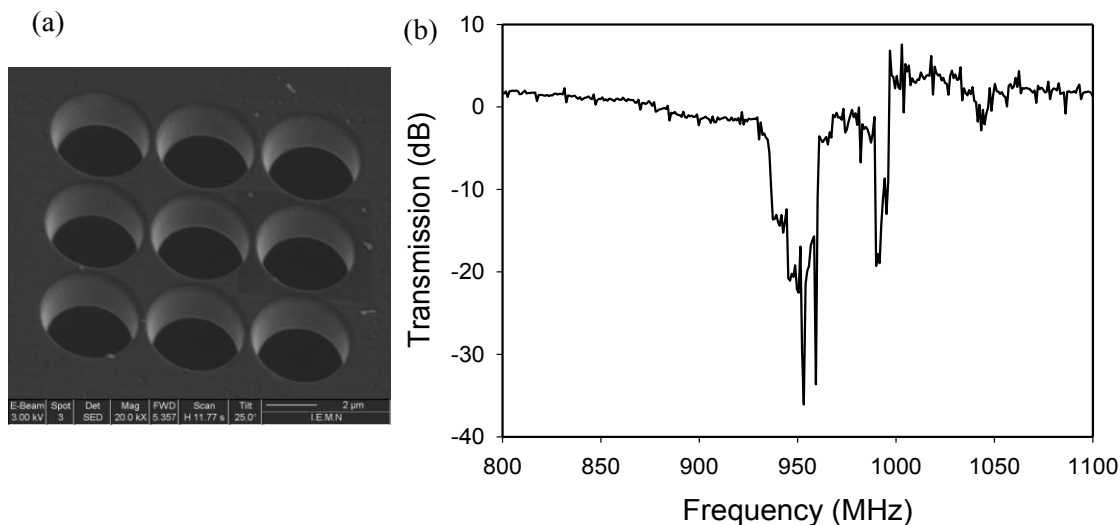 (a)
E-Beam Spot Det Mag FWD Scan Tilt 2 µm
3.00 kV 3 SED 20.0 kX 5.357 H 11.77 s 25.0° I.E.M.N
(b)
10
0
-10
-20
-30
-40
Transmission (dB)
800 850 900 950 1000 1050 1100
Frequency (MHz)